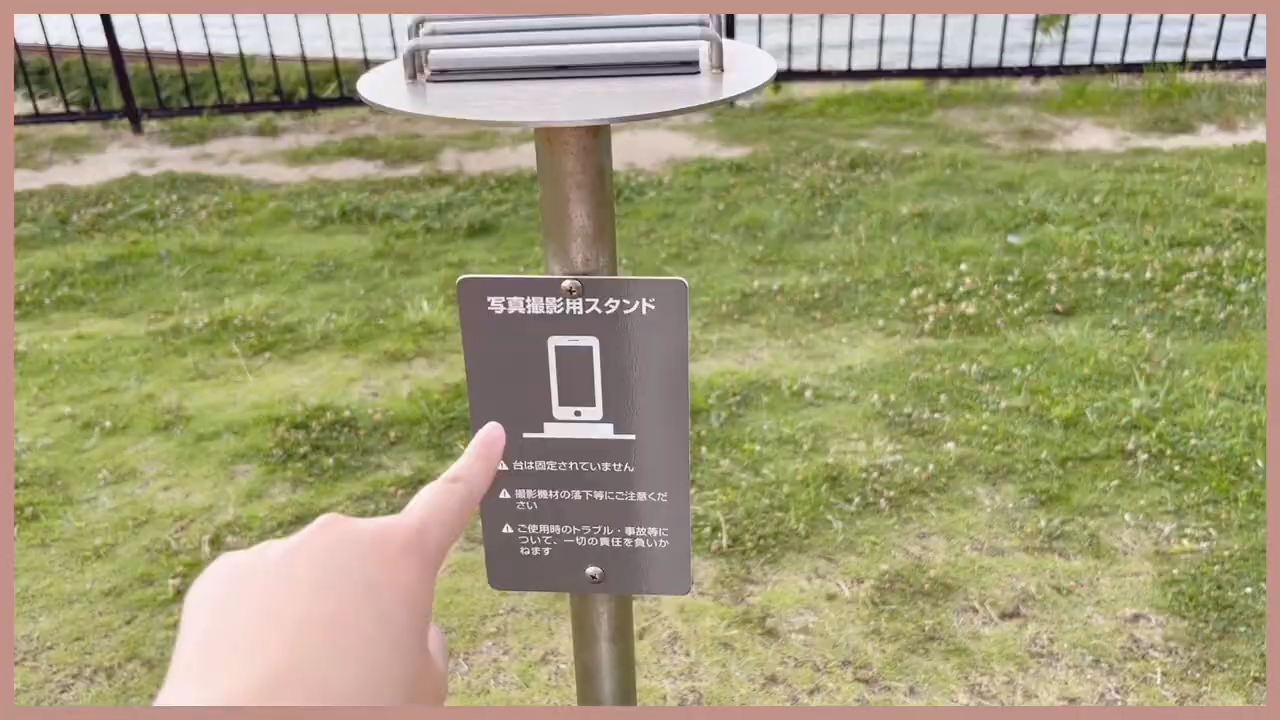 写真撮影用スタンド
⚠ 台は固定されていません
⚠ 撮影機材の落下等にご注意くだ
さい
⚠ ご使用時のトラブル・事故等に
ついて、一切の責任を負いか
ねます